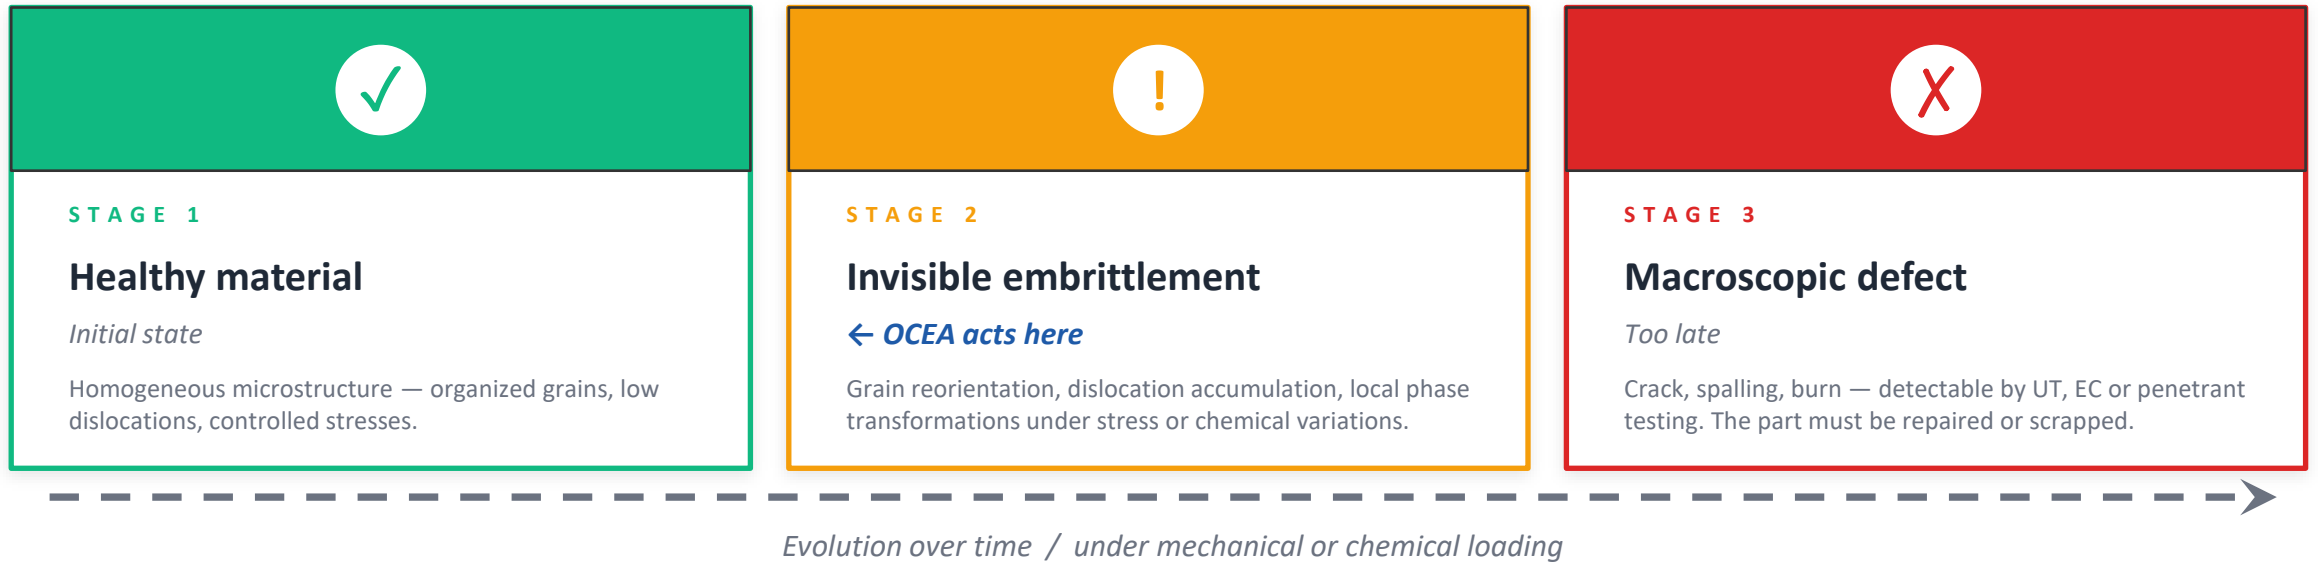 ✓
!
✗
STAGE 1
Healthy material
Initial state
Homogeneous microstructure — organized grains, low
dislocations, controlled stresses.
STAGE 2
Invisible embrittlement
← OCEA acts here
Grain reorientation, dislocation accumulation, local phase
transformations under stress or chemical variations.
STAGE 3
Macroscopic defect
Too late
Crack, spalling, burn — detectable by UT, EC or penetrant
testing. The part must be repaired or scrapped.
Evolution over time / under mechanical or chemical loading